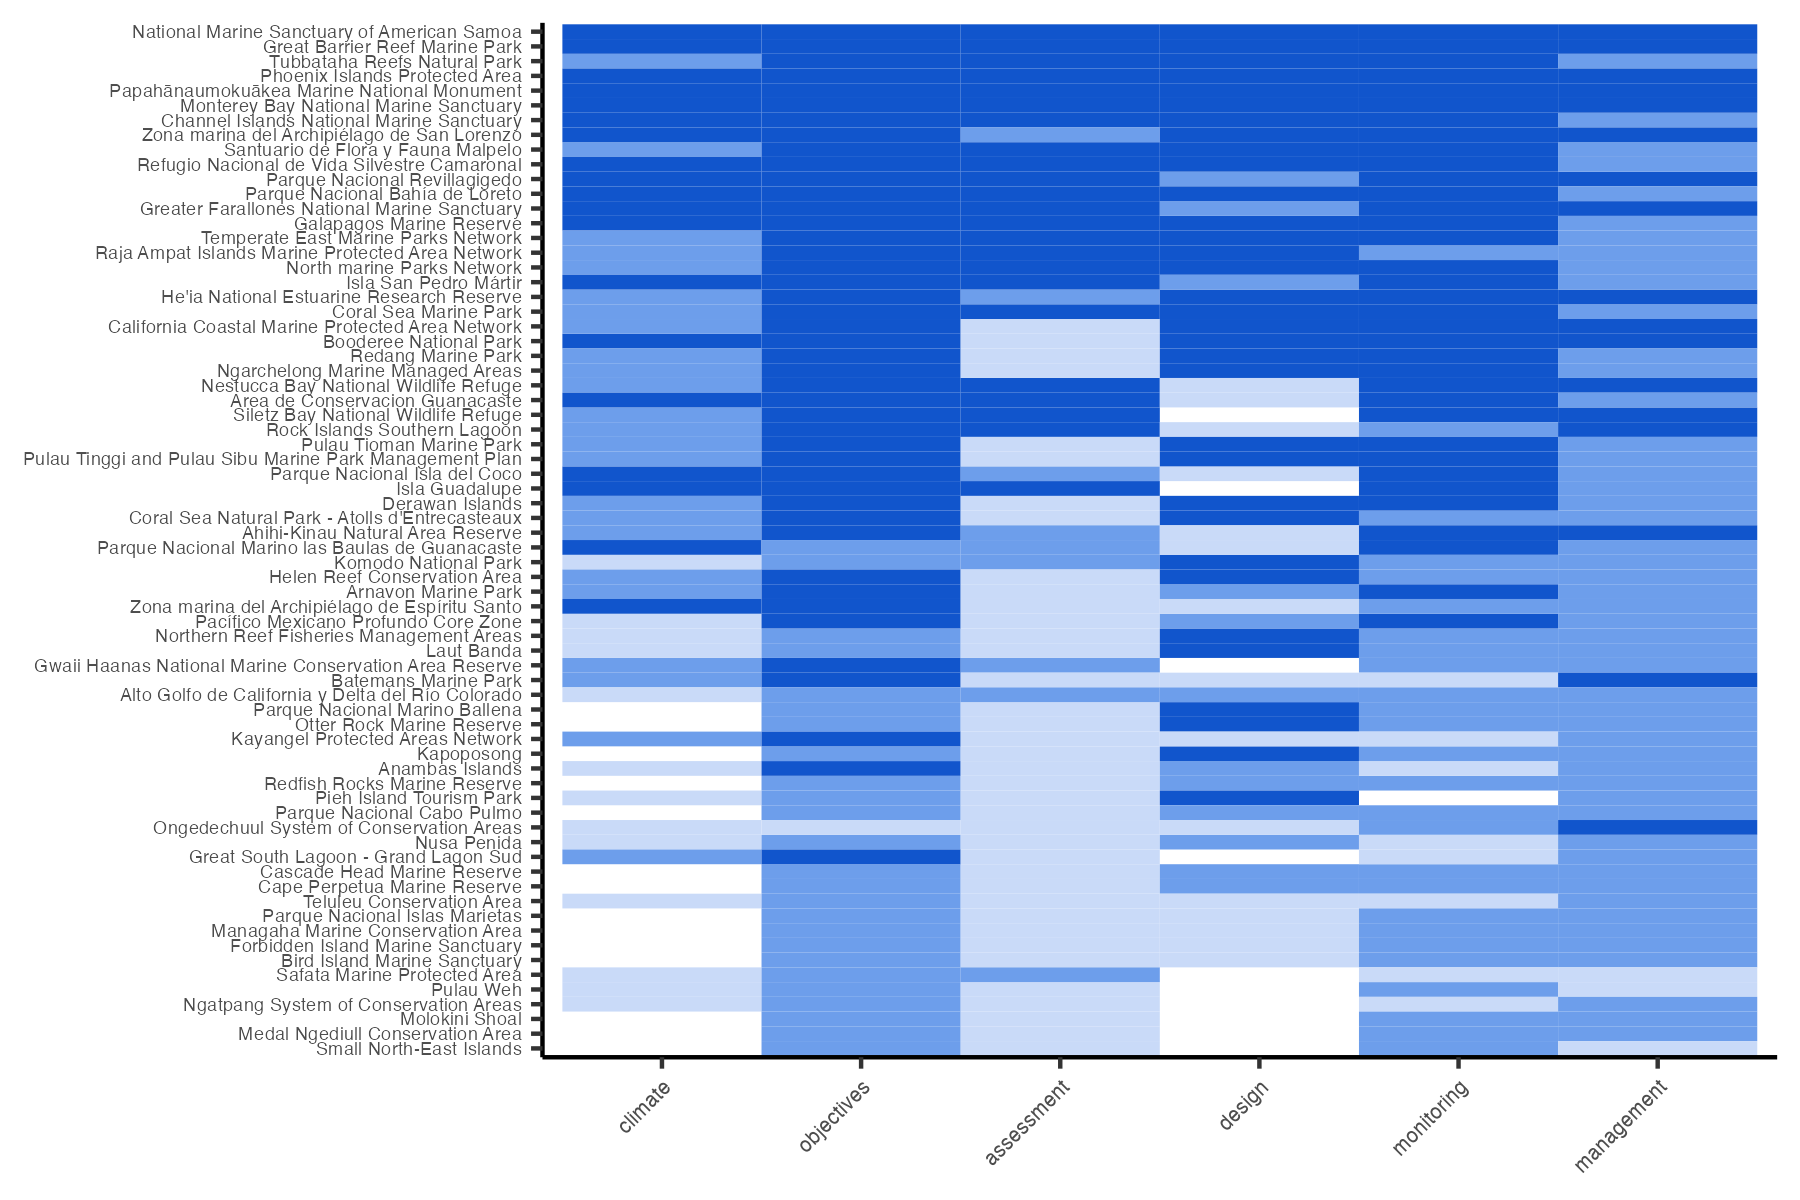 National Marine Sanctuary of American Samoa
Great Barrier Reef Marine Park
Tubbataha Reefs Natural Park
Phoenix Islands Protected Area
Papahānaumokuākea Marine National Monument
Monterey Bay National Marine Sanctuary
Channel Islands National Marine Sanctuary
Zona marina del Archipiélago de San Lorenzo
Santuario de Flora y Fauna Malpelo
Refugio Nacional de Vida Silvestre Camaronal
Parque Nacional Revillagigedo
Parque Nacional Bahía de Loreto
Greater Farallones National Marine Sanctuary
Galapagos Marine Reserve
Temperate East Marine Parks Network
Raja Ampat Islands Marine Protected Area Network
North marine Parks Network
Isla San Pedro Mártir
He'ia National Estuarine Research Reserve
Coral Sea Marine Park
California Coastal Marine Protected Area Network
Booderee National Park
Redang Marine Park
Ngarchelong Marine Managed Areas
Nestucca Bay National Wildlife Refuge
Area de Conservacion Guanacaste
Siletz Bay National Wildlife Refuge
Rock Islands Southern Lagoon
Pulau Tioman Marine Park
Pulau Tinggi and Pulau Sibu Marine Park Management Plan
Parque Nacional Isla del Coco
Isla Guadalupe
Derawan Islands
Coral Sea Natural Park - Atolls d'Entrecasteaux
Ahihi-Kinau Natural Area Reserve
Parque Nacional Marino las Baulas de Guanacaste
Komodo National Park
Helen Reef Conservation Area
Arnavon Marine Park
Zona marina del Archipiélago de Espíritu Santo
Pacífico Mexicano Profundo Core Zone
Northern Reef Fisheries Management Areas
Laut Banda
Gwaii Haanas National Marine Conservation Area Reserve
Batemans Marine Park
Alto Golfo de California y Delta del Río Colorado
Parque Nacional Marino Ballena
Otter Rock Marine Reserve
Kayangel Protected Areas Network
Kapoposong
Anambas Islands
Redfish Rocks Marine Reserve
Pieh Island Tourism Park
Parque Nacional Cabo Pulmo
Ongedechuul System of Conservation Areas
Nusa Penida
Great South Lagoon - Grand Lagon Sud
Cascade Head Marine Reserve
Cape Perpetua Marine Reserve
Teluleu Conservation Area
Parque Nacional Islas Marietas
Managaha Marine Conservation Area
Forbidden Island Marine Sanctuary
Bird Island Marine Sanctuary
Safata Marine Protected Area
Pulau Weh
Ngatpang System of Conservation Areas
Molokini Shoal
Medal Ngediull Conservation Area
Small North-East Islands
climate
objectives
assessment
design
monitoring
management